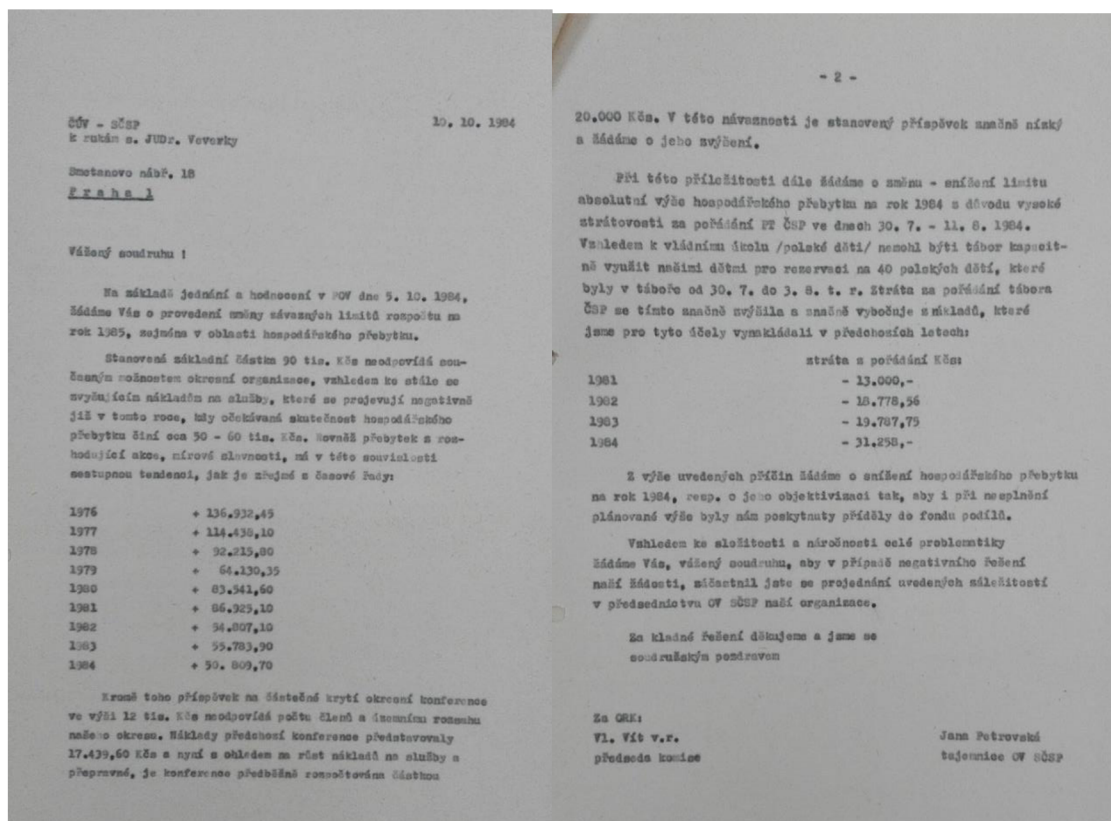 ČÚV - SČSP
10. 10. 1984
k rukám s. JUDr. Veverky
Smetanovo nábř. 18
P r a h a 1
Vážený soudruhu !
Na základě jednání a hodnocení v POV dne 5. 10. 1984,
žádáme Vás o provedení změny závazných limitů rozpočtu na
rok 1985, zejména v oblasti hospodářského přebytku.
Stanovená základní částka 90 tis. Kčs neodpovídá sou-
časným možnostem okresní organizace, vzhledem ke stále se
zvyšujícím nákladům na služby, které se projevují negativně
již v tomto roce, kdy očekávaná skutečnost hospodářského
přebytku činí cca 50 - 60 tis. Kčs. Rovněž přebytek z roz-
hodující akce, mírové slavnosti, má v této souvislosti
sestupnou tendenci, jak je zřejmé z časové řady:
1976 + 136.932,45
1977 + 114.438,10
1978 + 92.215,80
1979 + 64.130,35
1980 + 83.541,60
1981 + 86.925,10
1982 + 54.807,10
1983 + 55.783,90
1984 + 50. 809,70
Kromě toho příspěvek na částečné krytí okresní konference
ve výši 12 tis. Kčs neodpovídá počtu členů a územnímu rozsahu
našeho okresu. Náklady předchozí konference představovaly
17.439,60 Kčs a nyní s ohledem na růst nákladů na služby a
přepravné, je konference předběžně rozpočtována částkou
- 2 -
20.000 Kčs. V této návaznosti je stanovený příspěvek značně nízký
a žádáme o jeho zvýšení.
Při této příležitosti dále žádáme o změnu - snížení limitu
absolutní výše hospodářského přebytku na rok 1984 z důvodu vysoké
ztrátovosti za pořádání PT ČSP ve dnech 30. 7. - 11. 8. 1984.
Vzhledem k vládnímu úkolu /polské děti/ nemohl býti tábor kapacit-
ně využit našimi dětmi pro rezervaci na 40 polských dětí, které
byly v táboře od 30. 7. do 3. 8. t. r. Ztráta za pořádání tábora
ČSP se tímto značně zvýšila a značně vybočuje z nákladů, které
jsme pro tyto účely vynakládali v předchozích letech:
ztráta z pořádání Kčs:
1981 - 13.000,-
1982 - 18.778,56
1983 - 19.787,75
1984 - 31.258,-
Z výše uvedených příčin žádáme o snížení hospodářského přebytku
na rok 1984, resp. o jeho objektivizaci tak, aby i při nesplnění
plánované výše byly nám poskytnuty příděly do fondu podílů.
Vzhledem ke složitosti a náročnosti celé problematiky
žádáme Vás, vážený soudruhu, aby v případě negativního řešení
naší žádosti, zúčastnil jste se projednání uvedených záležitostí
v předsednictvu OV SČSP naší organizace.
Za kladné řešení děkujeme a jsme se
soudružským pozdravem
Za ORK:
Vl. Vít v.r.
Jana Petrovská
předseda komise
tajemnice OV SČSP